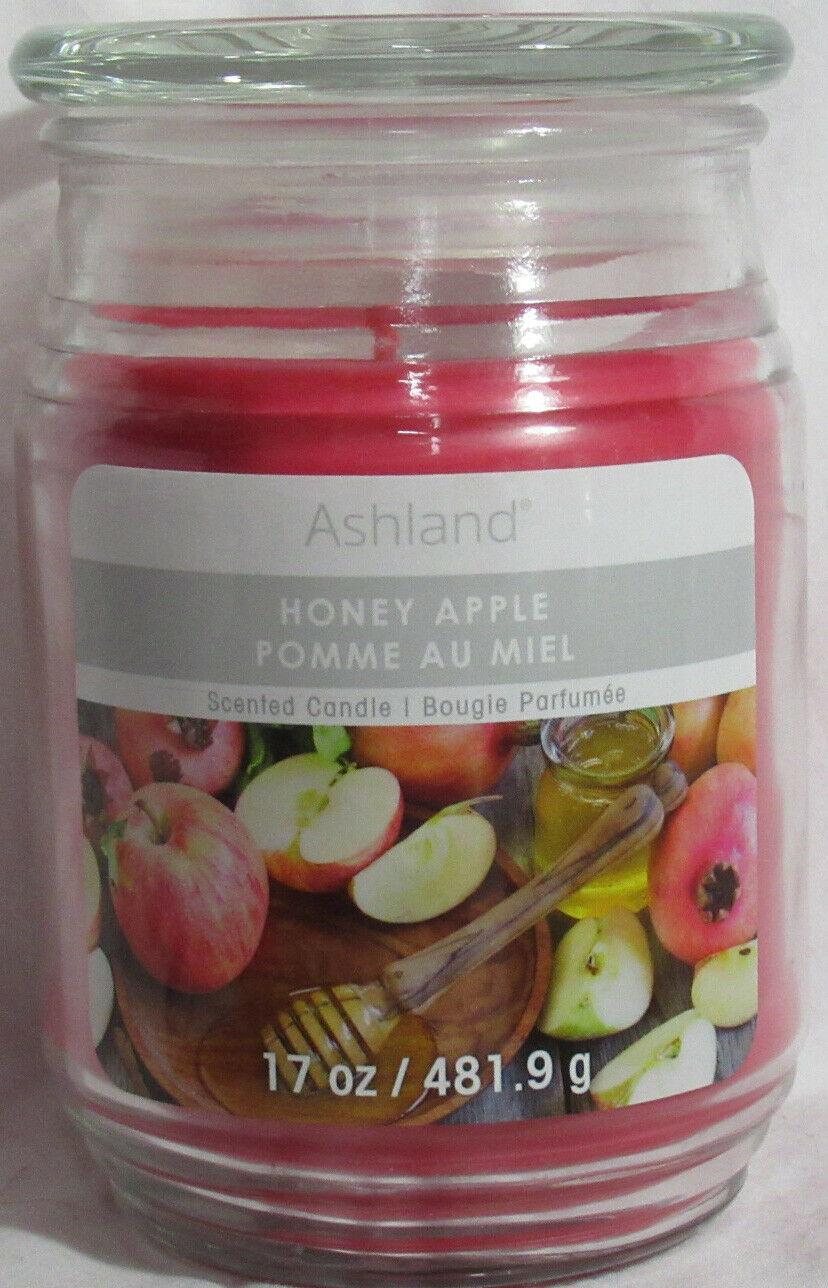 Ashland®
HONEY APPLE
POMME AU MIEL
Scented Candle | Bougie Parfumée
17 oz / 481.9 g